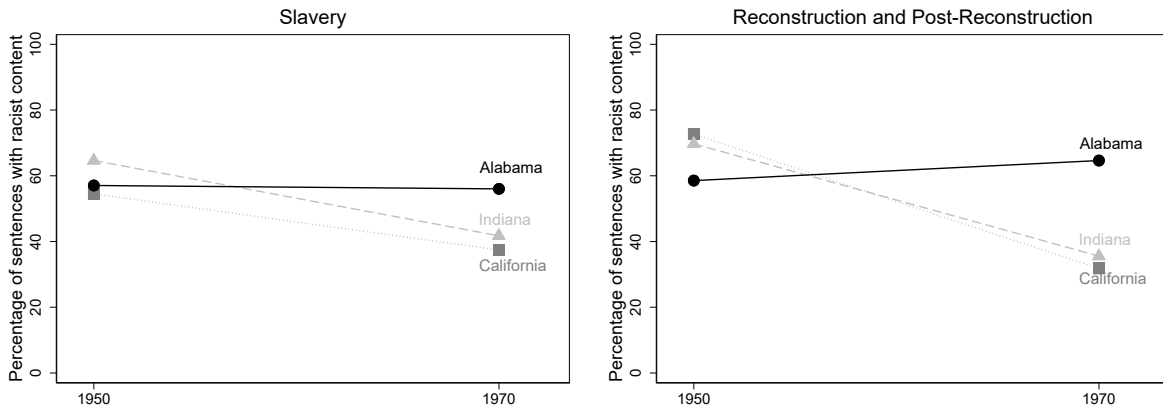 Slavery
Percentage of sentences with racist content
100
80
60
40
20
0
Alabama
Indiana
California
1950
1970
Reconstruction and Post-Reconstruction
Percentage of sentences with racist content
100
80
60
40
20
0
Alabama
Indiana
California
1950
1970